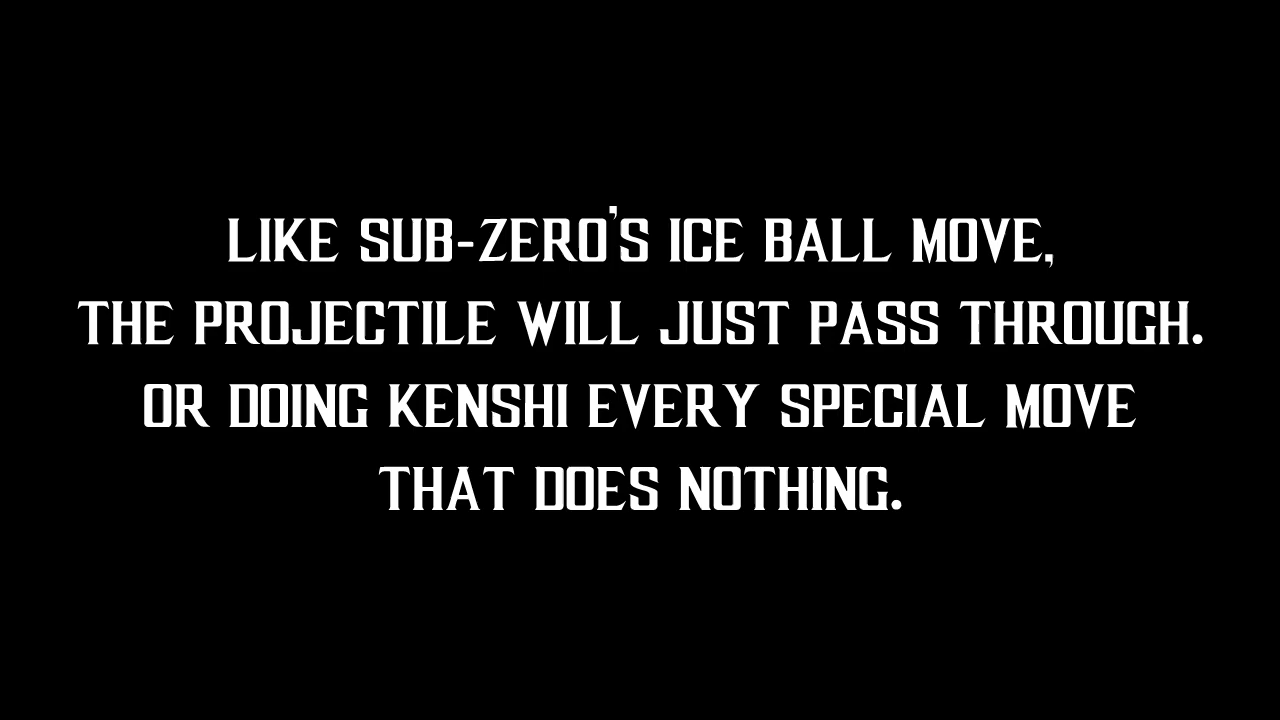 LIKE SUB-ZERO'S ICE BALL MOVE,
THE PROJECTILE WILL JUST PASS THROUGH.
OR DOING KENSHI EVERY SPECIAL MOVE
THAT DOES NOTHING.